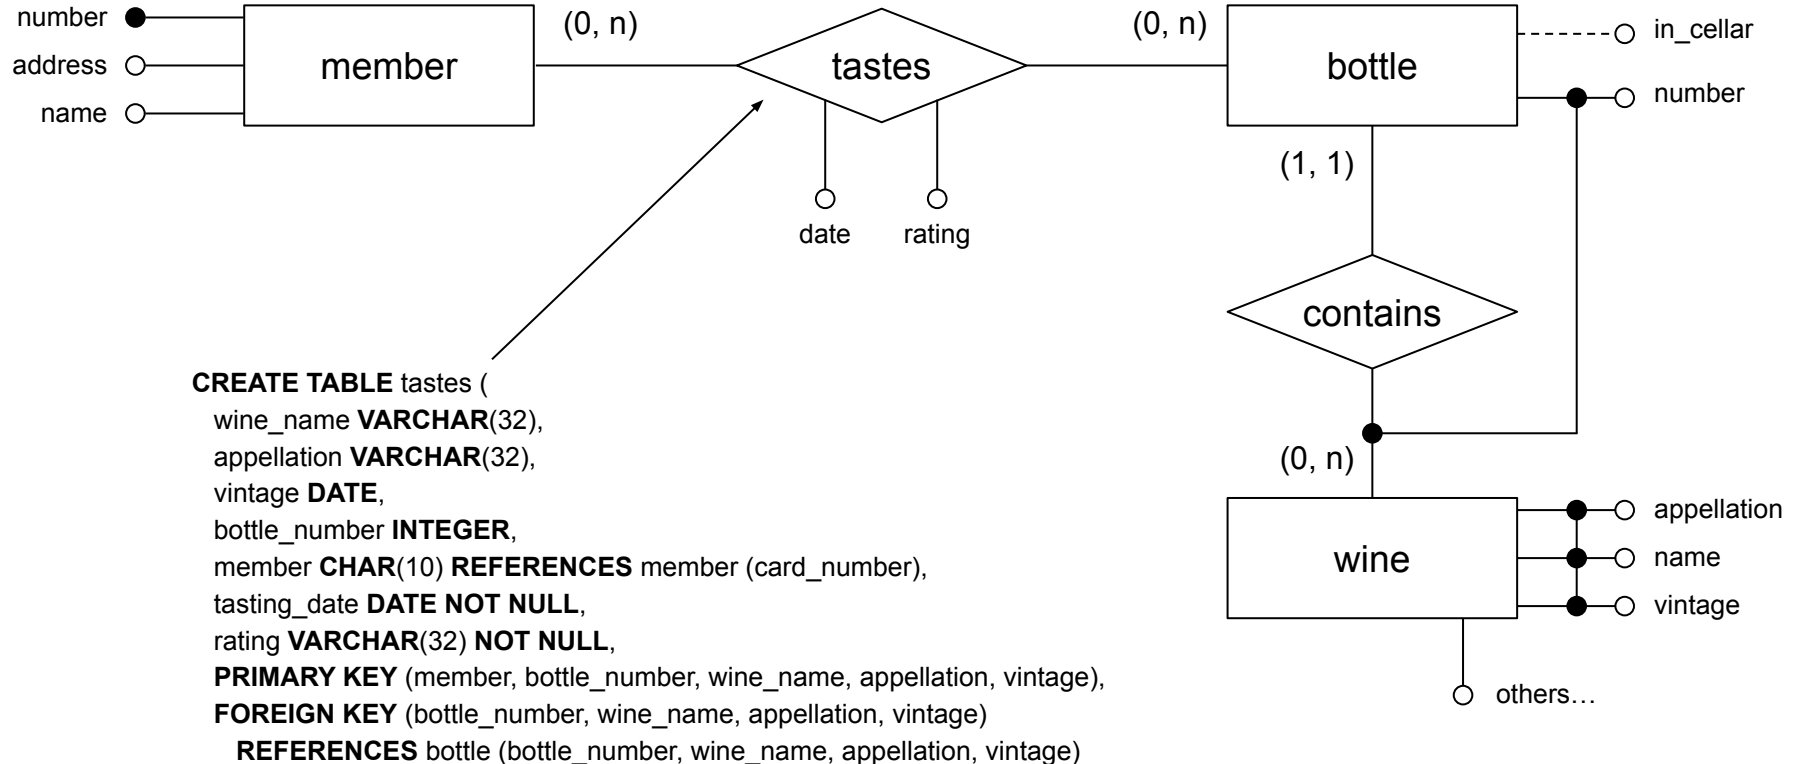 number
address
name
member
(0, n)
tastes
(0, n)
bottle
in_cellar
number
date
rating
(1, 1)
contains
(0, n)
wine
appellation
name
vintage
others…
CREATE TABLE tastes (
wine_name VARCHAR(32),
appellation VARCHAR(32),
vintage DATE,
bottle_number INTEGER,
member CHAR(10) REFERENCES member (card_number),
tasting_date DATE NOT NULL,
rating VARCHAR(32) NOT NULL,
PRIMARY KEY (member, bottle_number, wine_name, appellation, vintage),
FOREIGN KEY (bottle_number, wine_name, appellation, vintage)
REFERENCES bottle (bottle_number, wine_name, appellation, vintage)